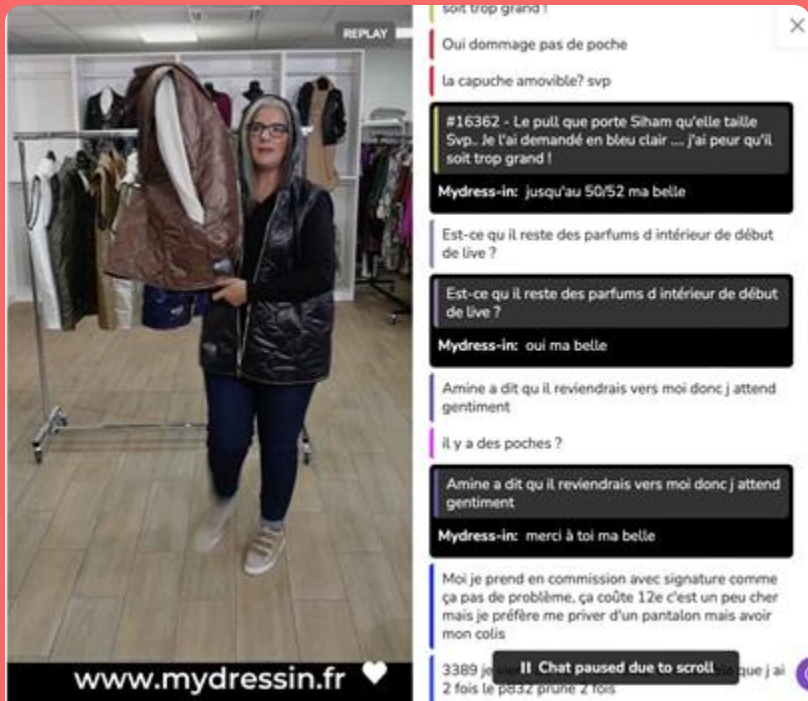 REPLAY
www.mydressin.fr
soit trop grand !
Oui dommage pas de poche
la capuche amovible? svp
#16362 - Le pull que porte Siham qu'elle taille
Svp.. Je l'ai demandé en bleu clair .... j'ai peur qu'il
soit trop grand !
Mydress-in: jusqu'au 50/52 ma belle
Est-ce qu il reste des parfums d intérieur de début
de live ?
Est-ce qu il reste des parfums d intérieur de début
de live ?
Mydress-in: oui ma belle
Amine a dit qu il reviendrais vers moi donc j attend
gentiment
il y a des poches ?
Amine a dit qu il reviendrais vers moi donc j attend
gentiment
Mydress-in: merci à toi ma belle
Moi je prend en commission avec signature comme
ça pas de problème, ça coûte 12e c'est un peu cher
mais je préfère me priver d'un pantalon mais avoir
mon colis
3389 je que j ai
Chat paused due to scroll
2 fois le p832 prune 2 fois